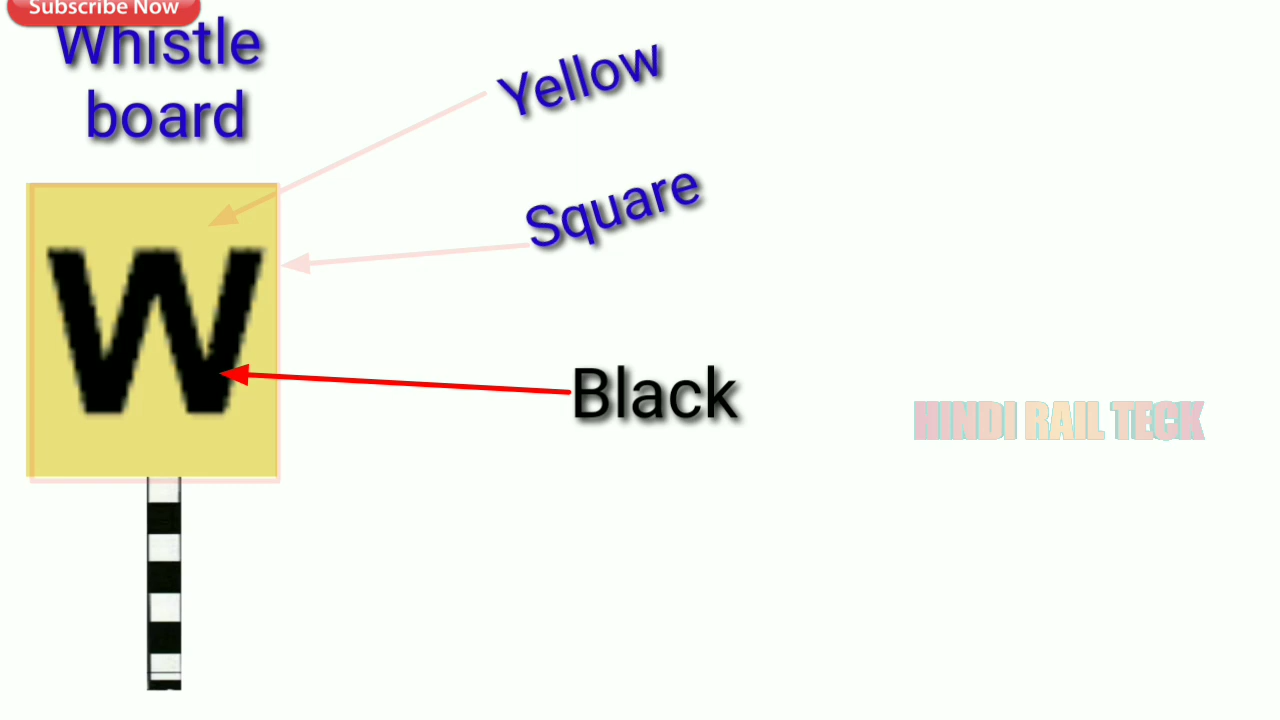 Subscribe Now
Whistle
board
Yellow
Square
W
Black
HINDI RAIL TECK